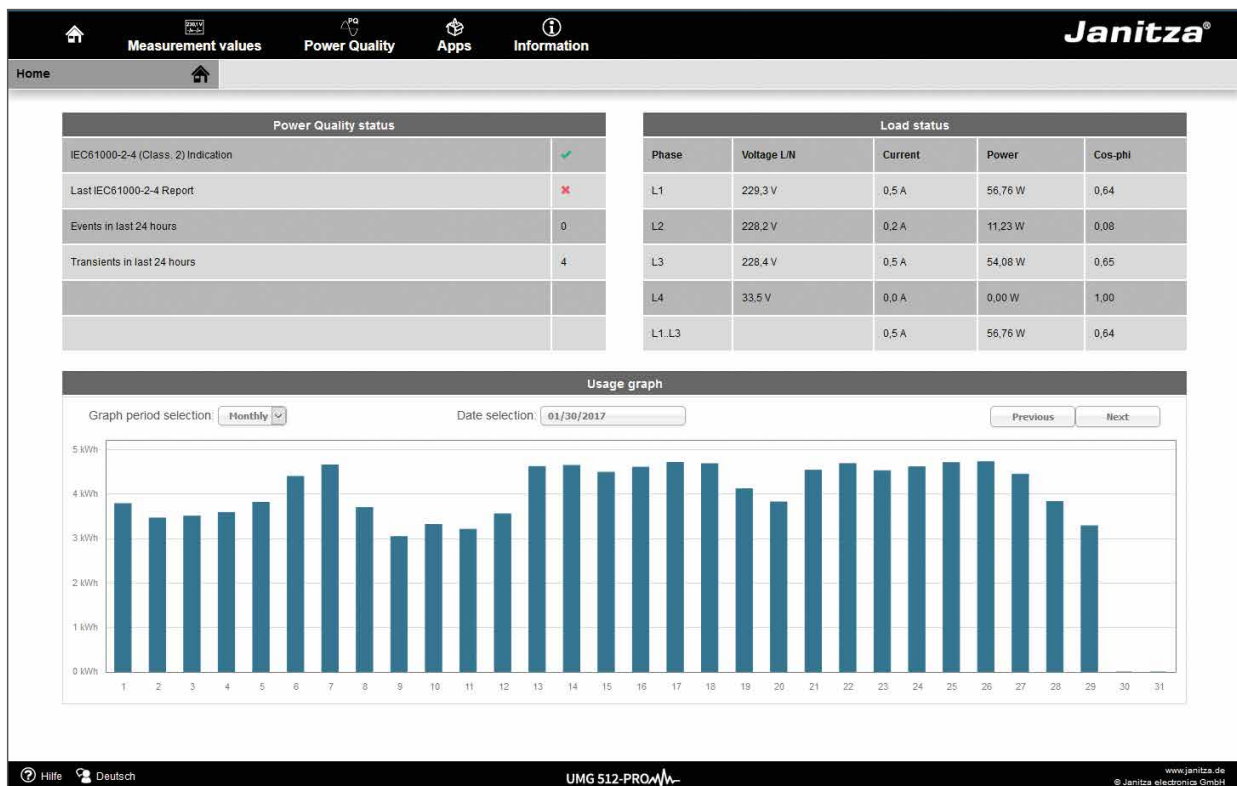 230,1V
PQ
Measurement values Power Quality Apps Information
Janitza®
Home
Power Quality status
IEC61000-2-4 (Class. 2) Indication
Last IEC61000-2-4 Report
Events in last 24 hours 0
Transients in last 24 hours 4
Load status
Phase Voltage L/N Current Power Cos-phi
L1 229,3 V 0,5 A 56,76 W 0,64
L2 228,2 V 0,2 A 11,23 W 0,08
L3 228,4 V 0,5 A 54,08 W 0,65
L4 33,5 V 0,0 A 0,00 W 1,00
L1..L3 0,5 A 56,76 W 0,64
Usage graph
Graph period selection: Monthly Date selection: 01/30/2017 Previous Next
5 kWh
4 kWh
3 kWh
2 kWh
1 kWh
0 kWh
1 2 3 4 5 6 7 8 9 10 11 12 13 14 15 16 17 18 19 20 21 22 23 24 25 26 27 28 29 30 31
? Hilfe Deutsch
UMG 512-PRO
www.janitza.de
© Janitza electronics GmbH